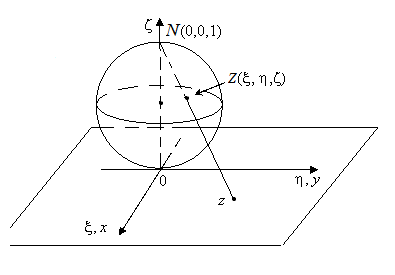 ζ
N(0,0,1)
Z(ξ, η,ζ)
0
η, y
z
ξ, x